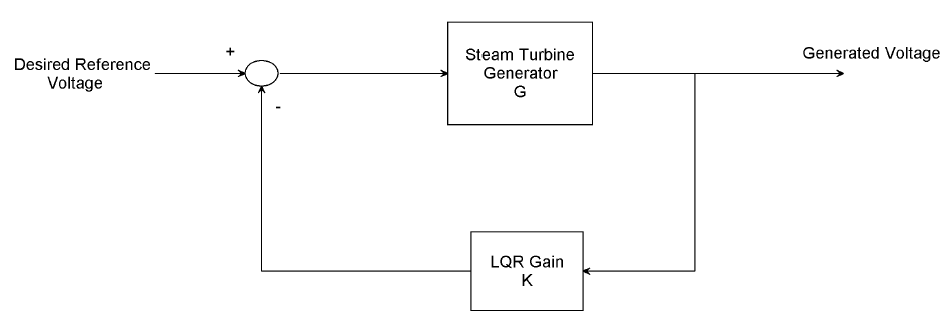 Desired Reference
Voltage
+
-
Steam Turbine
Generator
G
Generated Voltage
LQR Gain
K